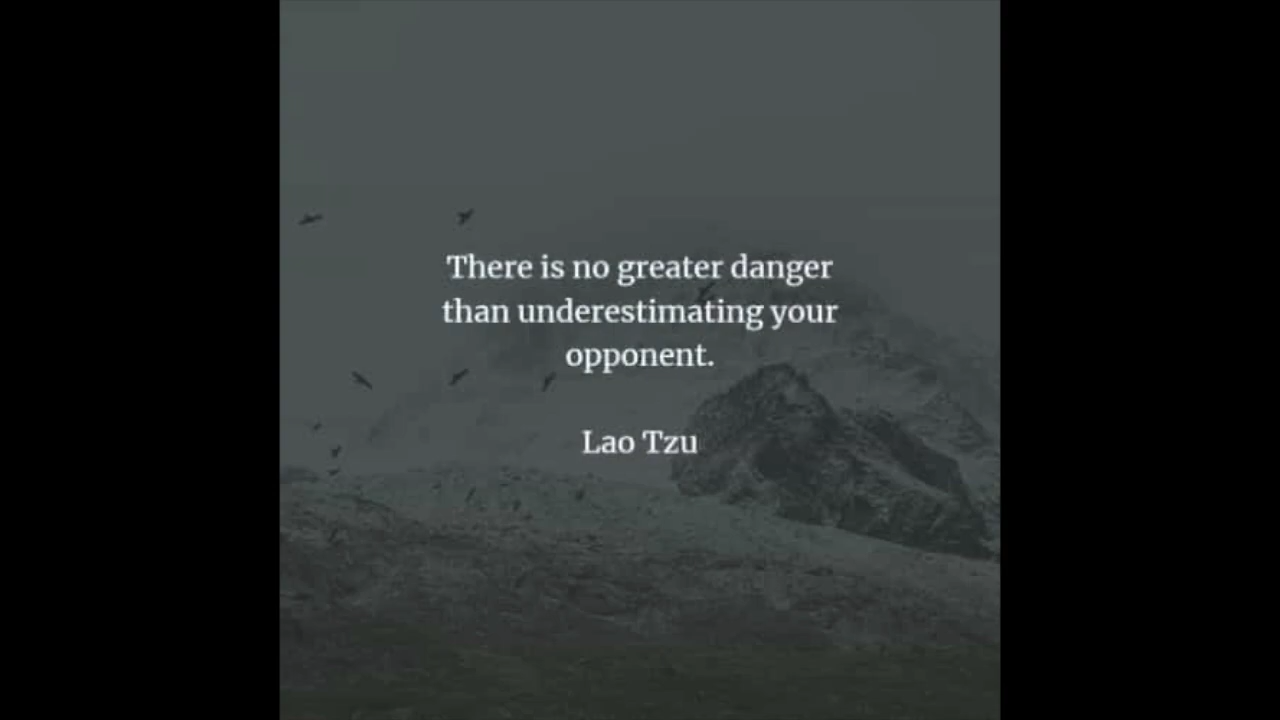 There is no greater danger
than underestimating your
opponent.
Lao Tzu